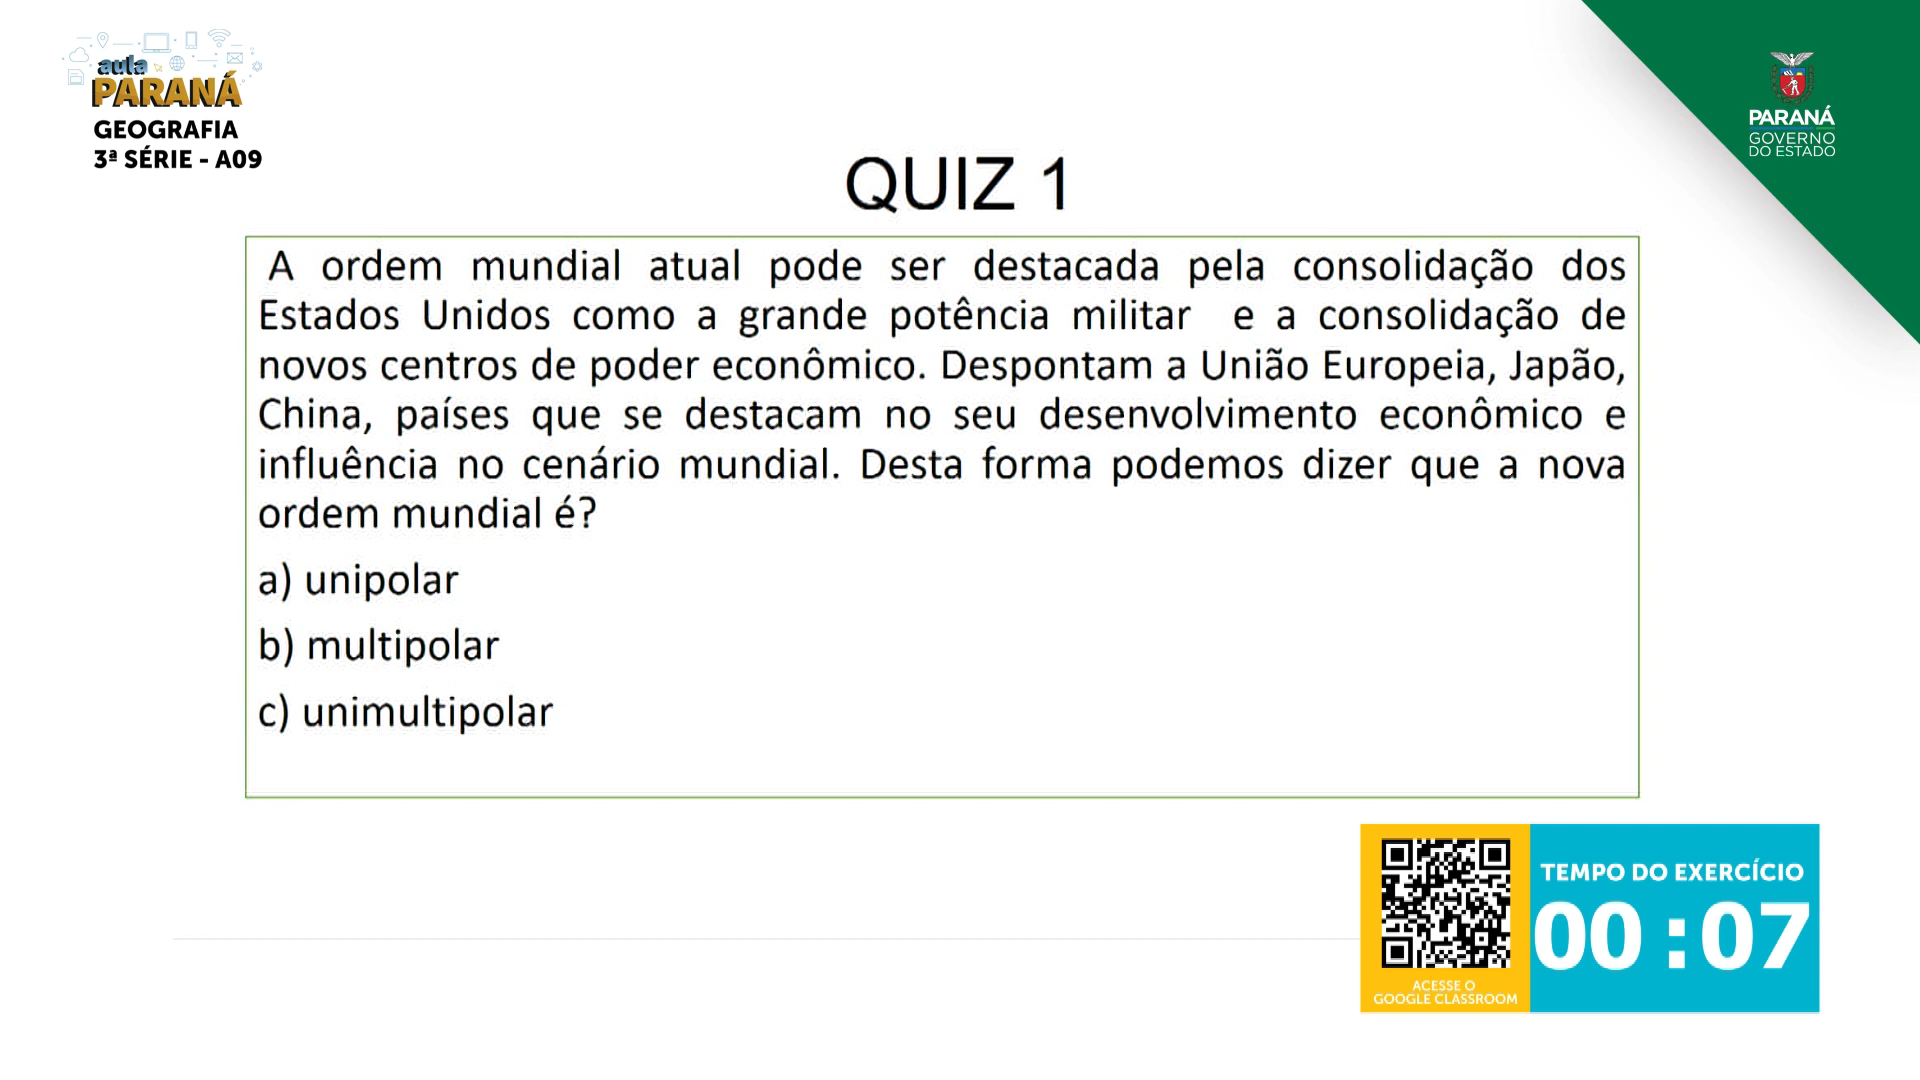 aula
PARANÁ
GEOGRAFIA
3ª SÉRIE - A09
PARANÁ
GOVERNO
DO ESTADO
QUIZ 1
A ordem mundial atual pode ser destacada pela consolidação dos
Estados Unidos como a grande potência militar e a consolidação de
novos centros de poder econômico. Despontam a União Europeia, Japão,
China, países que se destacam no seu desenvolvimento econômico e
influência no cenário mundial. Desta forma podemos dizer que a nova
ordem mundial é?
a) unipolar
b) multipolar
c) unimultipolar
TEMPO DO EXERCÍCIO
00 :07
ACESSE O
GOOGLE CLASSROOM